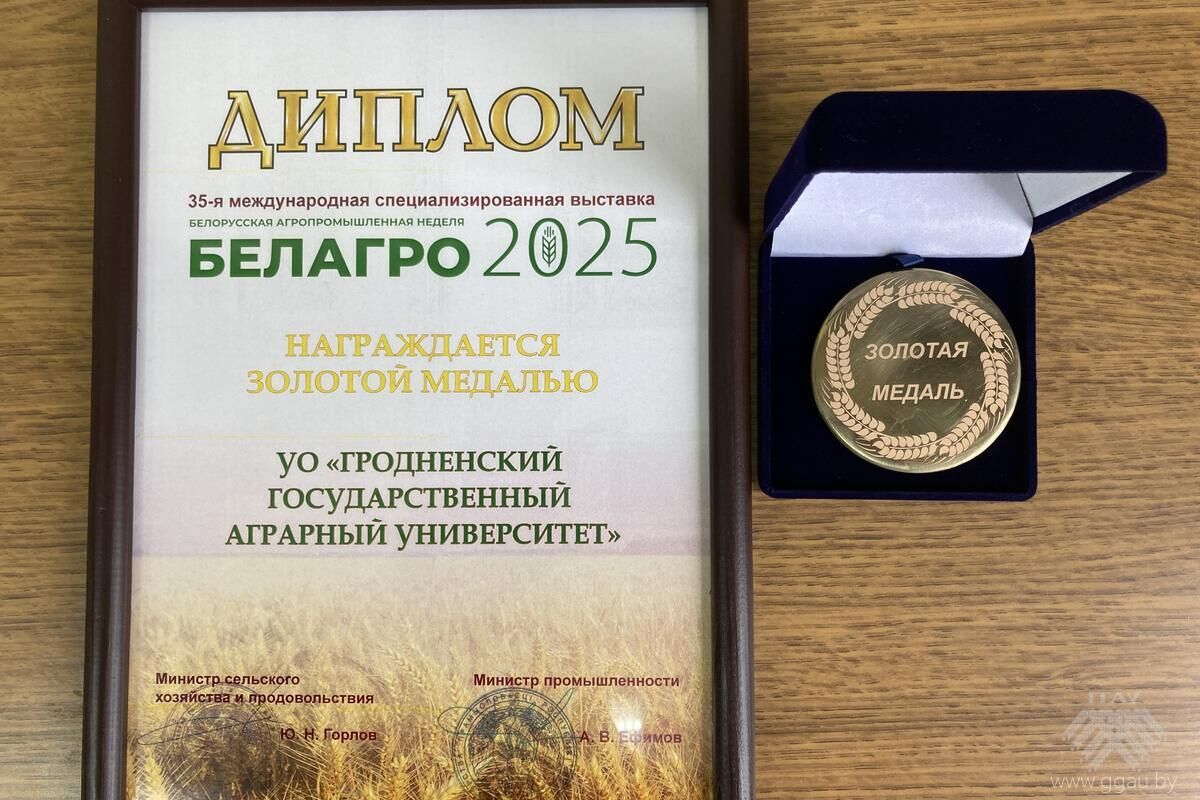 ДИПЛОМ
35-я международная специализированная выставка
БЕЛОРУССКАЯ АГРОПРОМЫШЛЕННАЯ НЕДЕЛЯ
БЕЛАГРО 2025
НАГРАЖДАЕТСЯ
ЗОЛОТОЙ МЕДАЛЬЮ
УО «ГРОДНЕНСКИЙ
ГОСУДАРСТВЕННЫЙ
АГРАРНЫЙ УНИВЕРСИТЕТ»
Министр сельского
хозяйства и продовольствия
Ю. Н. Горлов
Министр промышленности
А. В. Ефимов
ЗОЛОТАЯ
МЕДАЛЬ
ГГАУ
www.ggau.by